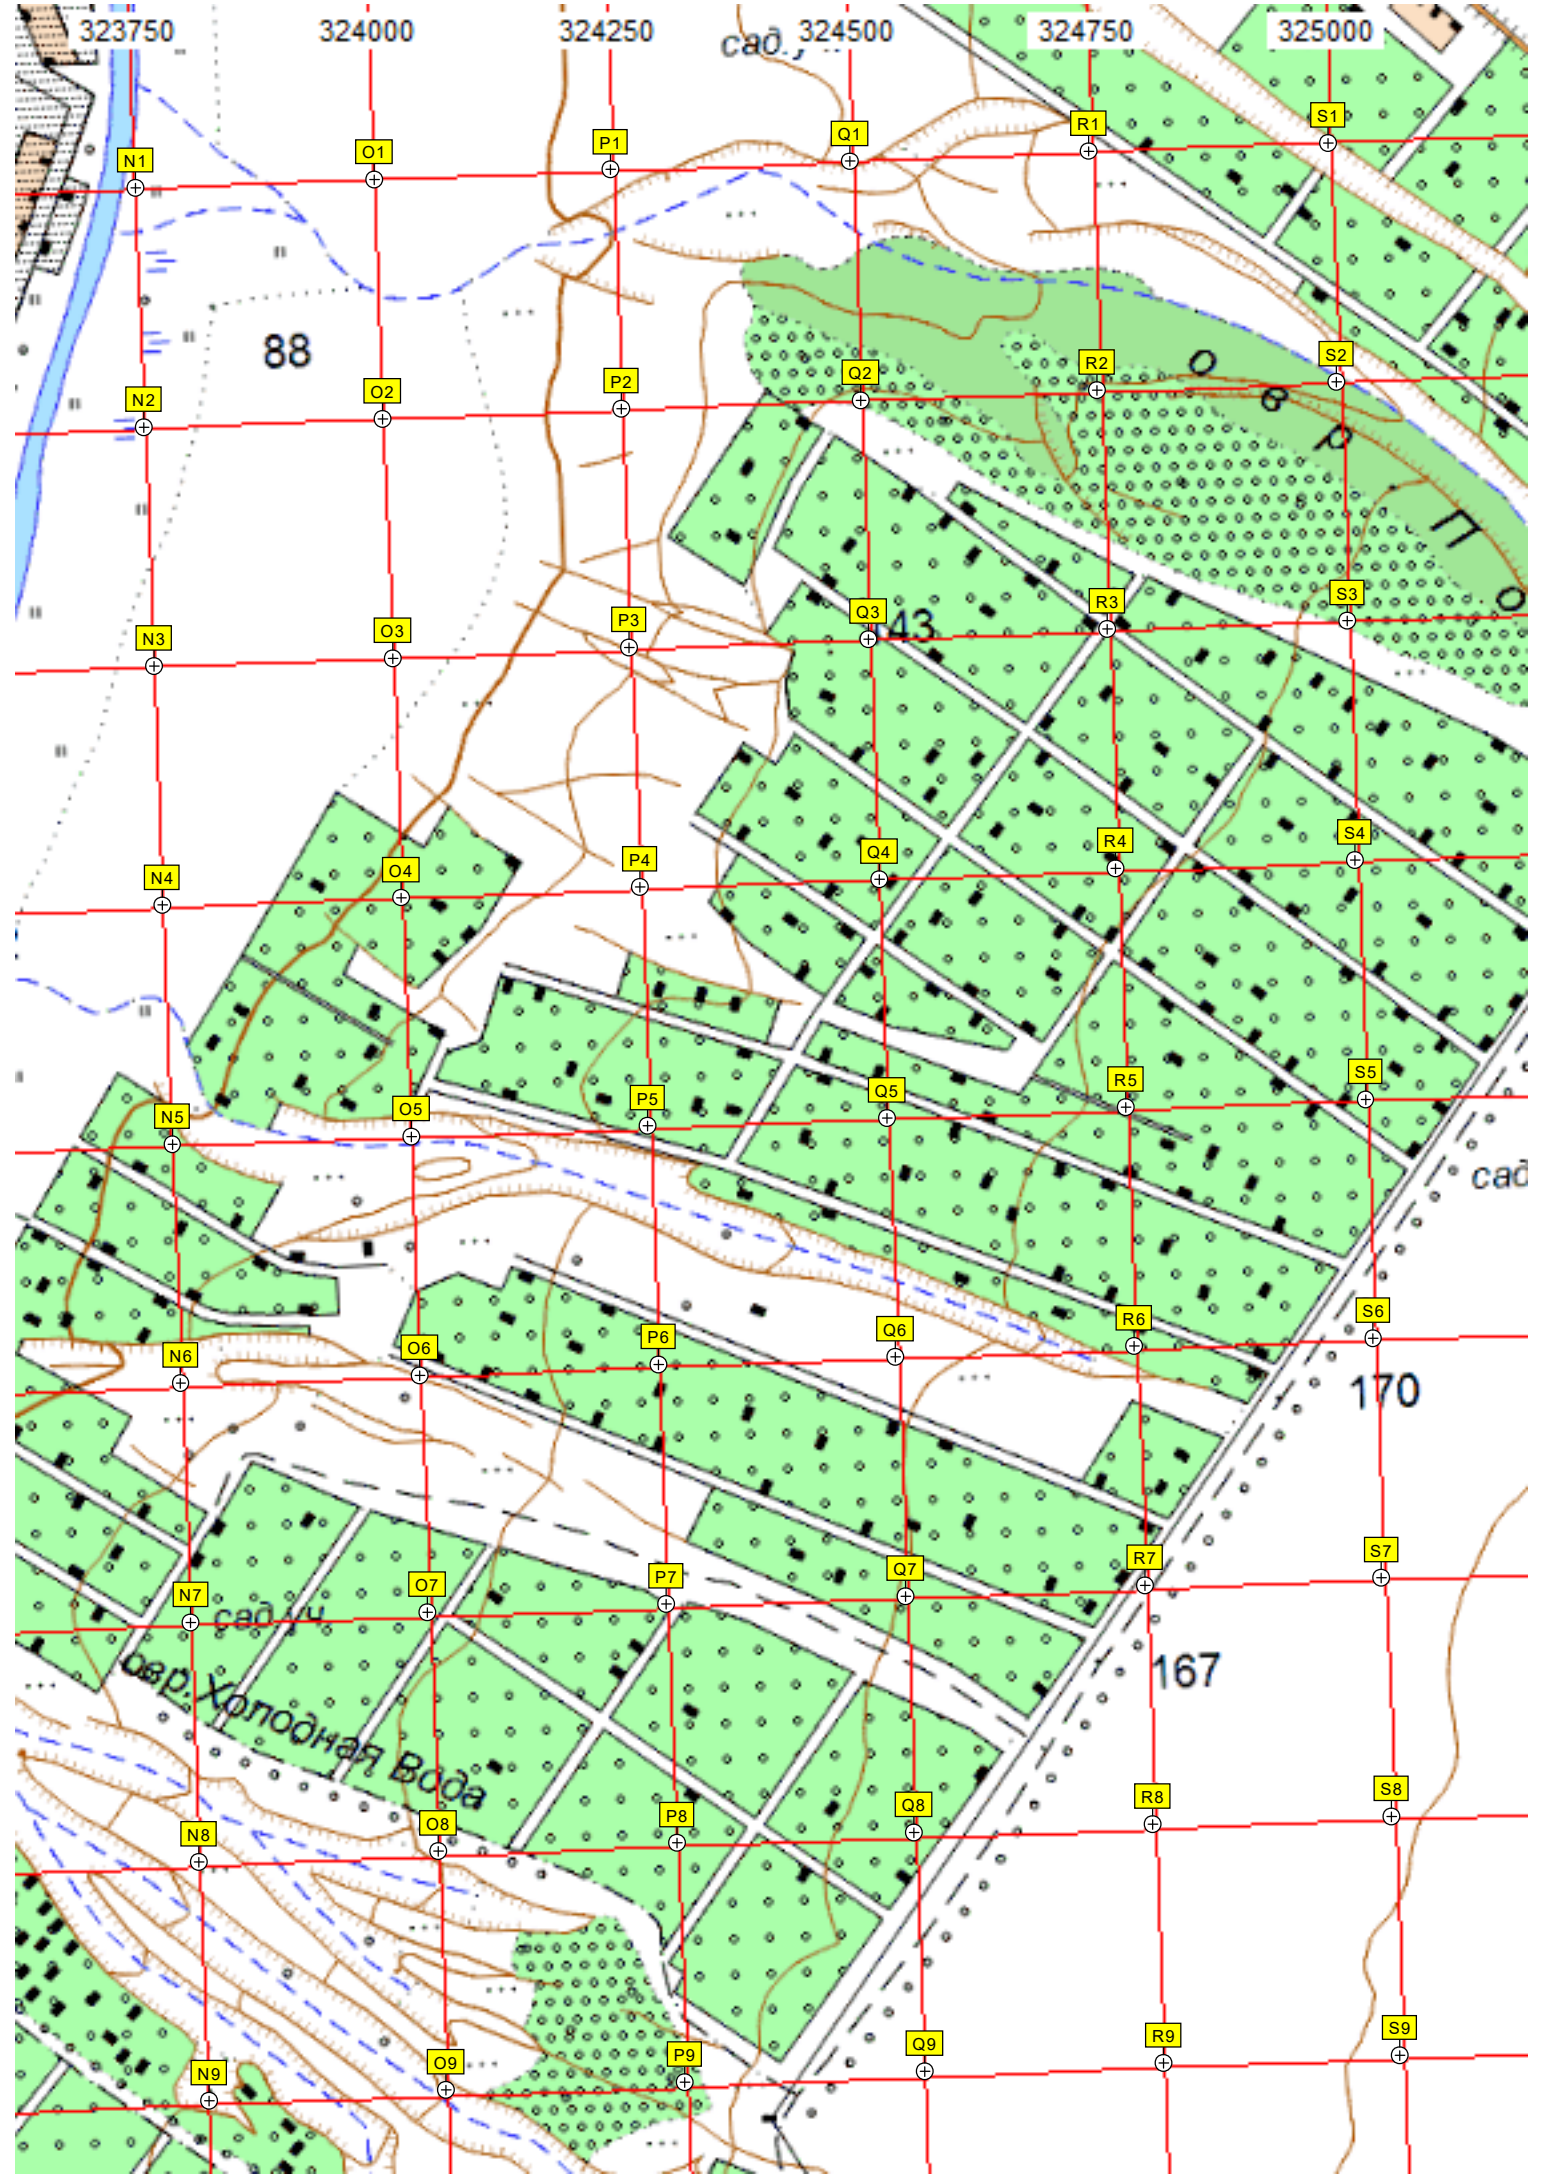 323750 324000 324250 324500 324750 325000
N1 O1 P1 Q1 R1 S1
88
N2 O2 P2 Q2 R2 S2
о
в
р
П
о
N3 O3 P3 Q3 R3 S3
143
N4 O4 P4 Q4 R4 S4
N5 O5 P5 Q5 R5 S5
сад
N6 O6 P6 Q6 R6 S6
170
N7 O7 P7 Q7 R7 S7
сад.уч.
167
овр. Холодная Вода
N8 O8 P8 Q8 R8 S8
N9 O9 P9 Q9 R9 S9